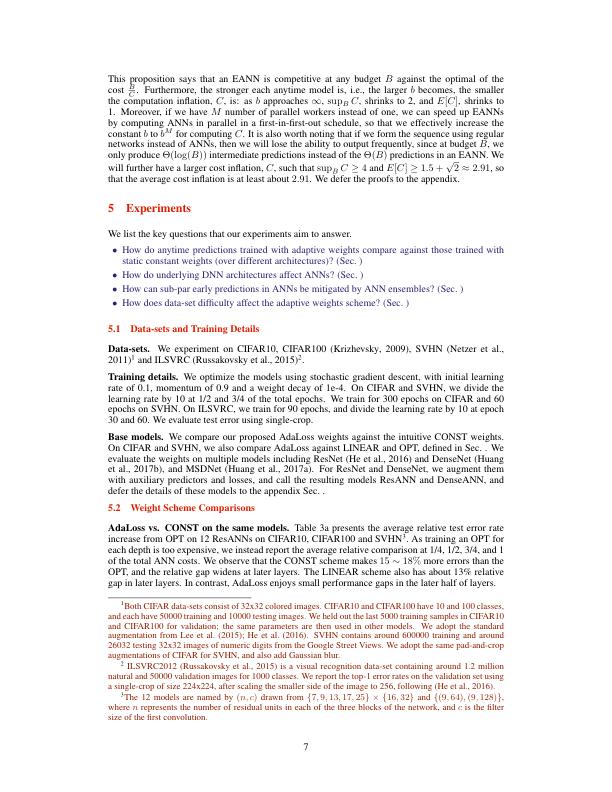 This proposition says that an EANN is competitive at any budget B against the optimal of the
cost B/C. Furthermore, the stronger each anytime model is, i.e., the larger b becomes, the smaller
the computation inflation, C, is: as b approaches ∞, sup_B C, shrinks to 2, and E[C], shrinks to
1. Moreover, if we have M number of parallel workers instead of one, we can speed up EANNs
by computing ANNs in parallel in a first-in-first-out schedule, so that we effectively increase the
constant b to b^M for computing C. It is also worth noting that if we form the sequence using regular
networks instead of ANNs, then we will lose the ability to output frequently, since at budget B, we
only produce Θ(log(B)) intermediate predictions instead of the Θ(B) predictions in an EANN. We
will further have a larger cost inflation, C, such that sup_B C ≥ 4 and E[C] ≥ 1.5 + √2 ≈ 2.91, so
that the average cost inflation is at least about 2.91. We defer the proofs to the appendix.
5 Experiments
We list the key questions that our experiments aim to answer.
• How do anytime predictions trained with adaptive weights compare against those trained with
static constant weights (over different architectures)? (Sec. )
• How do underlying DNN architectures affect ANNs? (Sec. )
• How can sub-par early predictions in ANNs be mitigated by ANN ensembles? (Sec. )
• How does data-set difficulty affect the adaptive weights scheme? (Sec. )
5.1 Data-sets and Training Details
Data-sets. We experiment on CIFAR10, CIFAR100 (Krizhevsky, 2009), SVHN (Netzer et al.,
2011)¹ and ILSVRC (Russakovsky et al., 2015)².
Training details. We optimize the models using stochastic gradient descent, with initial learning
rate of 0.1, momentum of 0.9 and a weight decay of 1e-4. On CIFAR and SVHN, we divide the
learning rate by 10 at 1/2 and 3/4 of the total epochs. We train for 300 epochs on CIFAR and 60
epochs on SVHN. On ILSVRC, we train for 90 epochs, and divide the learning rate by 10 at epoch
30 and 60. We evaluate test error using single-crop.
Base models. We compare our proposed AdaLoss weights against the intuitive CONST weights.
On CIFAR and SVHN, we also compare AdaLoss against LINEAR and OPT, defined in Sec. . We
evaluate the weights on multiple models including ResNet (He et al., 2016) and DenseNet (Huang
et al., 2017b), and MSDNet (Huang et al., 2017a). For ResNet and DenseNet, we augment them
with auxiliary predictors and losses, and call the resulting models ResANN and DenseANN, and
defer the details of these models to the appendix Sec. .
5.2 Weight Scheme Comparisons
AdaLoss vs. CONST on the same models. Table 3a presents the average relative test error rate
increase from OPT on 12 ResANNs on CIFAR10, CIFAR100 and SVHN³. As training an OPT for
each depth is too expensive, we instead report the average relative comparison at 1/4, 1/2, 3/4, and 1
of the total ANN costs. We observe that the CONST scheme makes 15 ∼ 18% more errors than the
OPT, and the relative gap widens at later layers. The LINEAR scheme also has about 13% relative
gap in later layers. In contrast, AdaLoss enjoys small performance gaps in the later half of layers.
¹Both CIFAR data-sets consist of 32x32 colored images. CIFAR10 and CIFAR100 have 10 and 100 classes,
and each have 50000 training and 10000 testing images. We held out the last 5000 training samples in CIFAR10
and CIFAR100 for validation; the same parameters are then used in other models. We adopt the standard
augmentation from Lee et al. (2015); He et al. (2016). SVHN contains around 600000 training and around
26032 testing 32x32 images of numeric digits from the Google Street Views. We adopt the same pad-and-crop
augmentations of CIFAR for SVHN, and also add Gaussian blur.
² ILSVRC2012 (Russakovsky et al., 2015) is a visual recognition data-set containing around 1.2 million
natural and 50000 validation images for 1000 classes. We report the top-1 error rates on the validation set using
a single-crop of size 224x224, after scaling the smaller side of the image to 256, following (He et al., 2016).
³The 12 models are named by (n, c) drawn from {7, 9, 13, 17, 25} × {16, 32} and {(9, 64), (9, 128)},
where n represents the number of residual units in each of the three blocks of the network, and c is the filter
size of the first convolution.
7